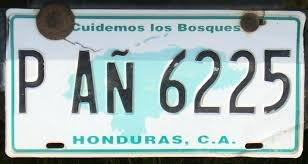 Cuidemos los Bosques
P AÑ 6225
HONDURAS, C.A.